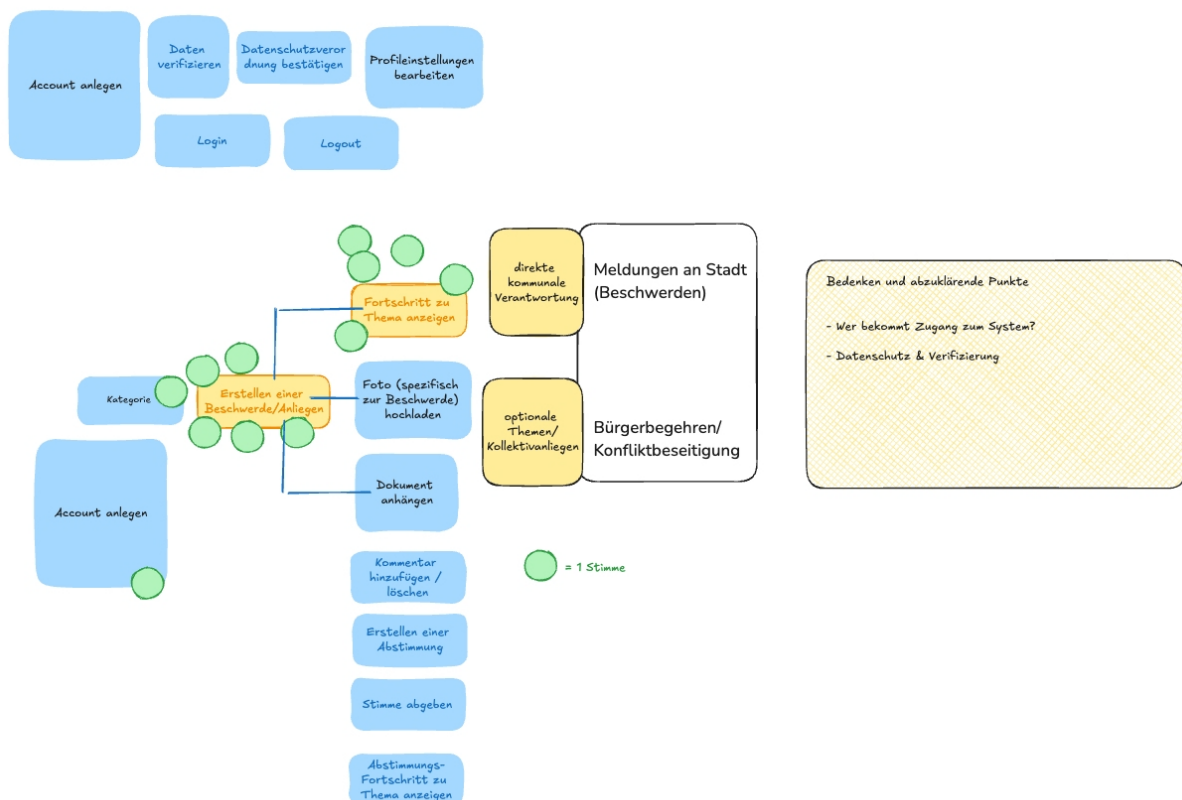 Account anlegen
Daten
verifizieren
Datenschutzveror
dnung bestätigen
Profileinstellungen
bearbeiten
Login
Logout
Fortschritt zu
Thema anzeigen
direkte
kommunale
Verantwortung
Meldungen an Stadt
(Beschwerden)
Bedenken und abzuklärende Punkte
- Wer bekommt Zugang zum System?
- Datenschutz & Verifizierung
Kategorie
Erstellen einer
Beschwerde/Anliegen
Foto (spezifisch
zur Beschwerde)
hochladen
optionale
Themen/
Kollektivanliegen
Bürgerbegehren/
Konfliktbeseitigung
Account anlegen
Dokument
anhängen
Kommentar
hinzufügen /
löschen
= 1 Stimme
Erstellen einer
Abstimmung
Stimme abgeben
Abstimmungs-
Fortschritt zu
Thema anzeigen